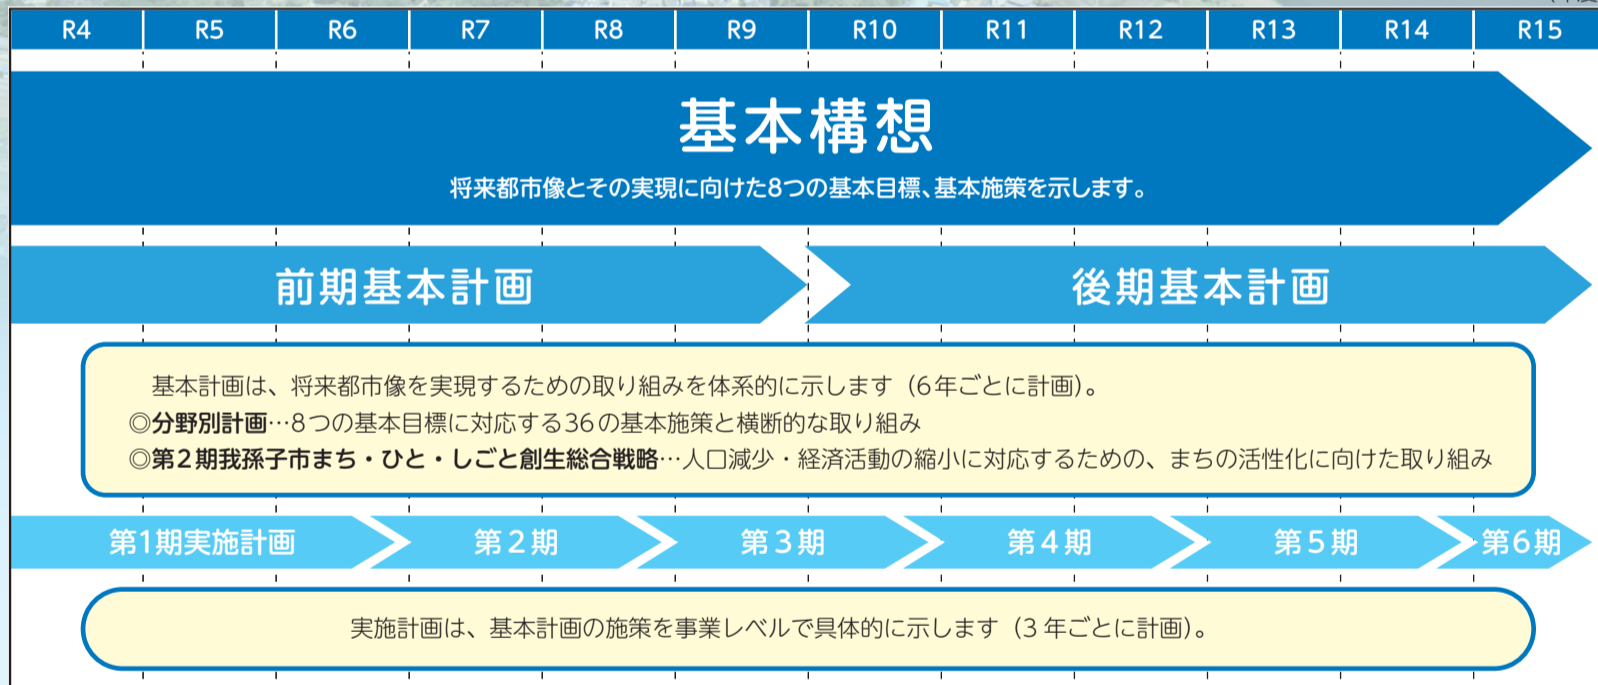 R4 R5 R6 R7 R8 R9 R10 R11 R12 R13 R14 R15
基本構想
将来都市像とその実現に向けた8つの基本目標、基本施策を示します。
前期基本計画 後期基本計画
基本計画は、将来都市像を実現するための取り組みを体系的に示します（6年ごとに計画）。
◎分野別計画…8つの基本目標に対応する36の基本施策と横断的な取り組み
◎第2期我孫子市まち・ひと・しごと創生総合戦略…人口減少・経済活動の縮小に対応するための、まちの活性化に向けた取り組み
第1期実施計画 第2期 第3期 第4期 第5期 第6期
実施計画は、基本計画の施策を事業レベルで具体的に示します（3年ごとに計画）。